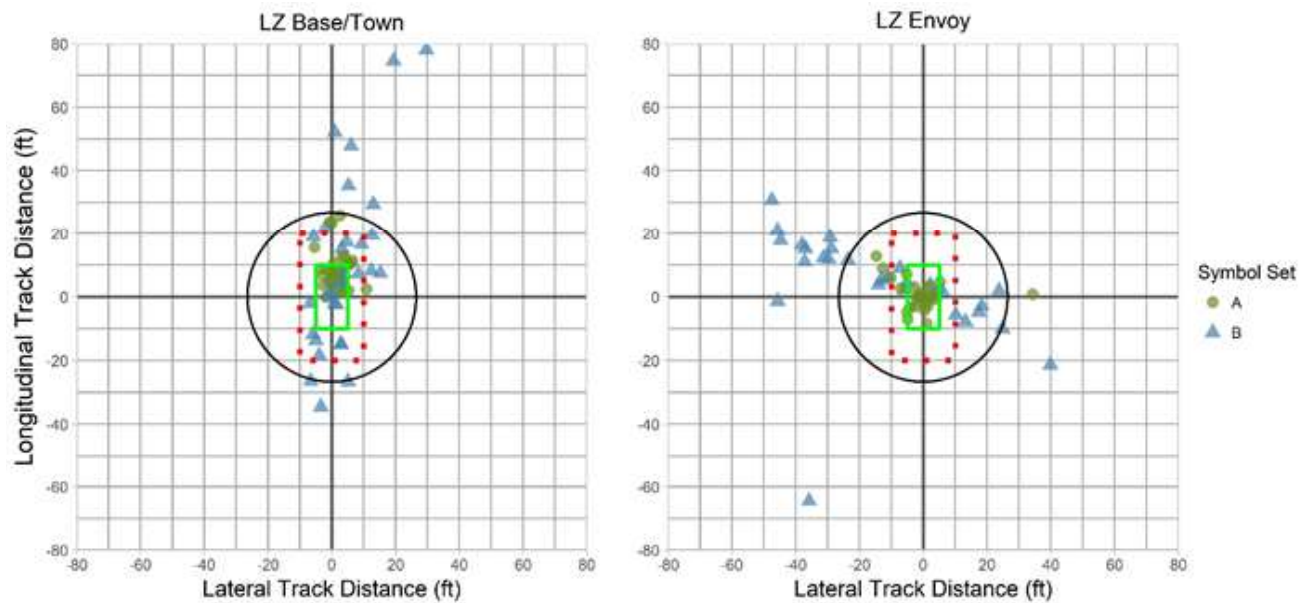 LZ Base/Town
LZ Envoy
Longitudinal Track Distance (ft)
80
60
40
20
0
-20
-40
-60
-80
-80 -60 -40 -20 0 20 40 60 80
Lateral Track Distance (ft)
80
60
40
20
0
-20
-40
-60
-80
-80 -60 -40 -20 0 20 40 60 80
Lateral Track Distance (ft)
Symbol Set
A
B